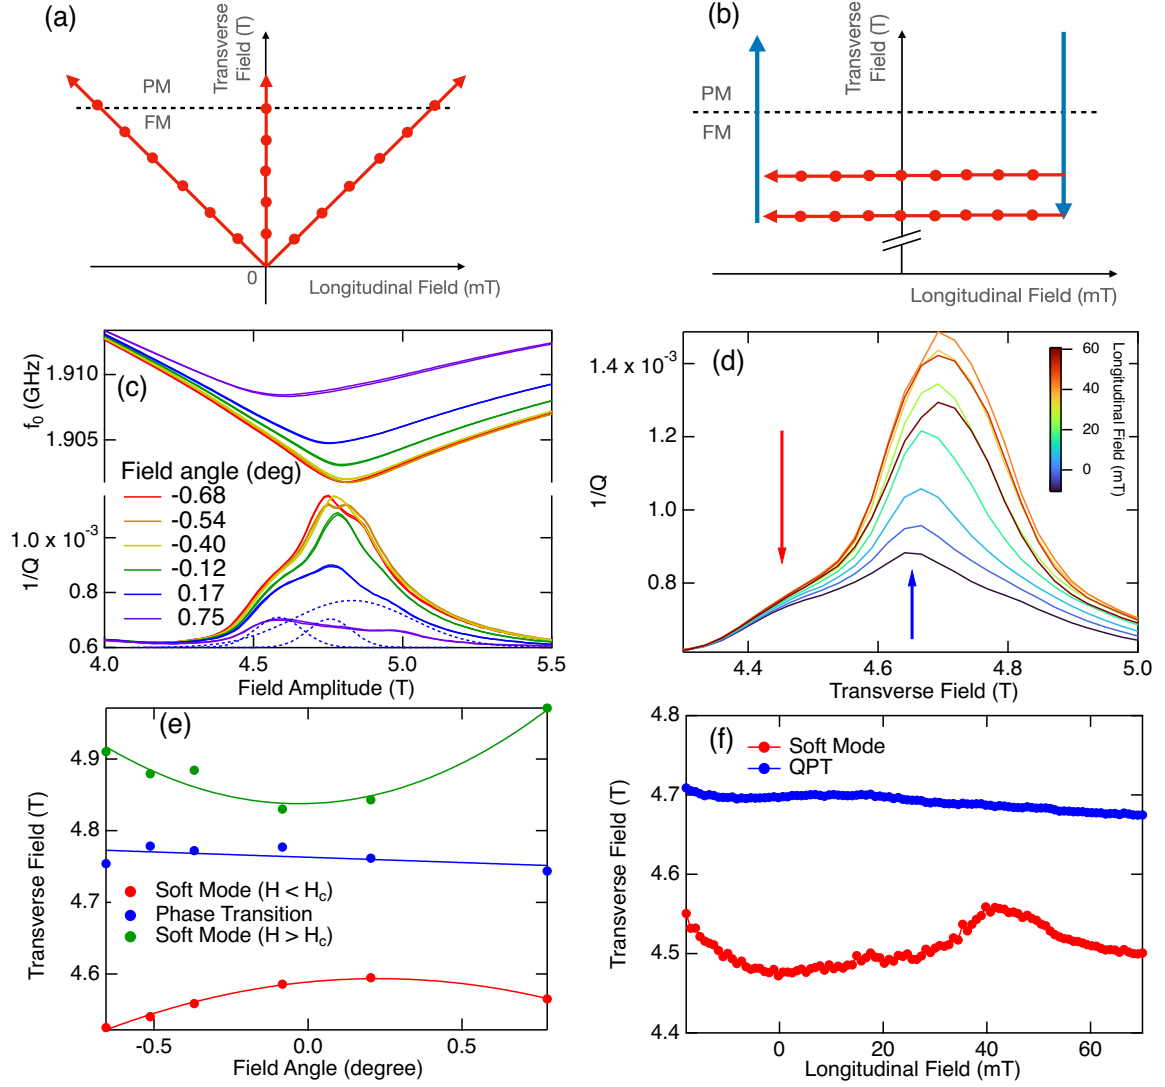 (a)
Transverse
Field (T)
PM
FM
0
Longitudinal Field (mT)
(b)
Transverse
Field (T)
PM
FM
Longitudinal Field (mT)
(c)
f0 (GHz)
1.910
1.905
Field angle (deg)
-0.68
-0.54
-0.40
-0.12
0.17
0.75
1/Q
1.0 x 10-3
0.8
0.6
4.0
4.5
5.0
5.5
Field Amplitude (T)
(d)
1/Q
1.4 x 10-3
1.2
1.0
0.8
60
40
20
0
Longitudinal Field (mT)
4.4
4.6
4.8
5.0
Transverse Field (T)
(e)
Transverse Field (T)
4.9
4.8
4.7
4.6
Soft Mode (H < Hc)
Phase Transition
Soft Mode (H > Hc)
-0.5
0.0
0.5
Field Angle (degree)
(f)
Transverse Field (T)
4.8
4.7
4.6
4.5
4.4
Soft Mode
QPT
0
20
40
60
Longitudinal Field (mT)